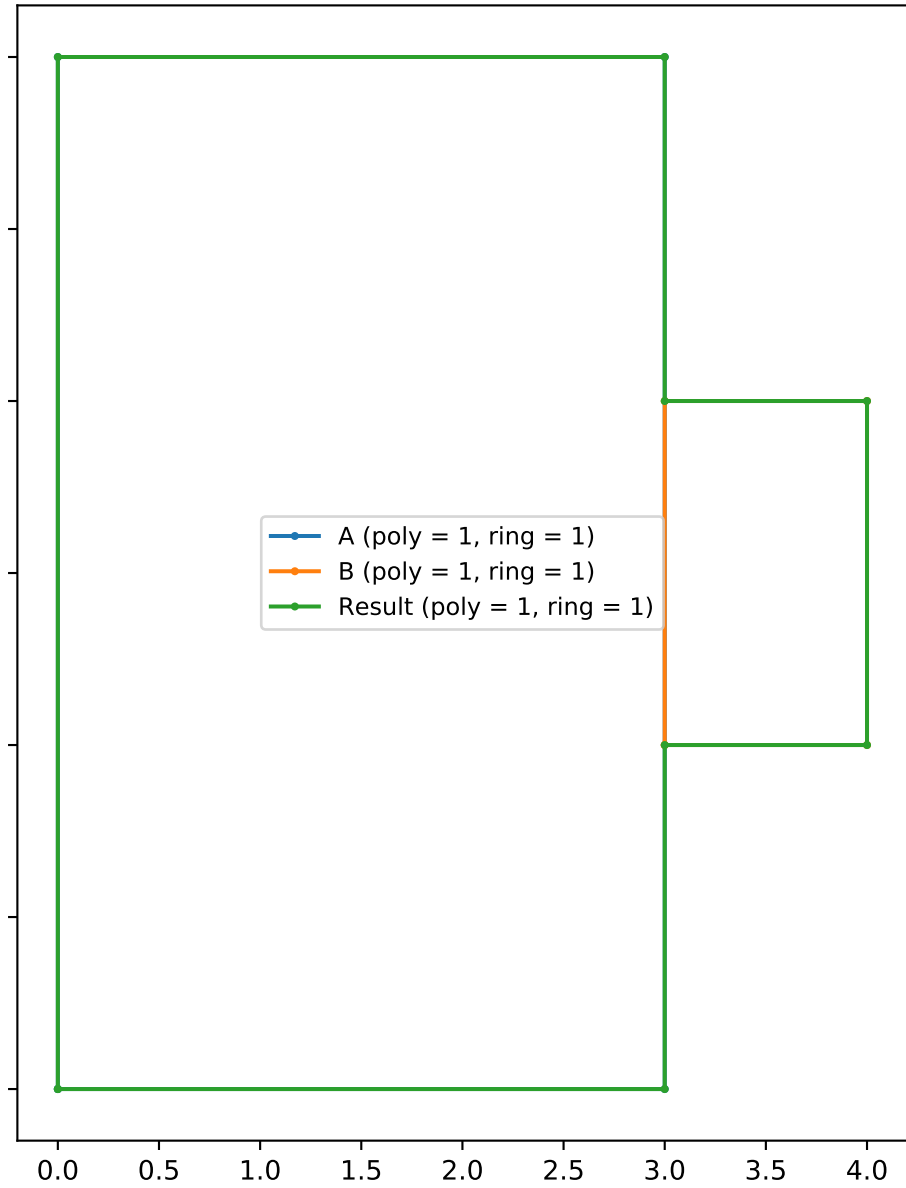 A (poly = 1, ring = 1)
B (poly = 1, ring = 1)
Result (poly = 1, ring = 1)
0.0 0.5 1.0 1.5 2.0 2.5 3.0 3.5 4.0